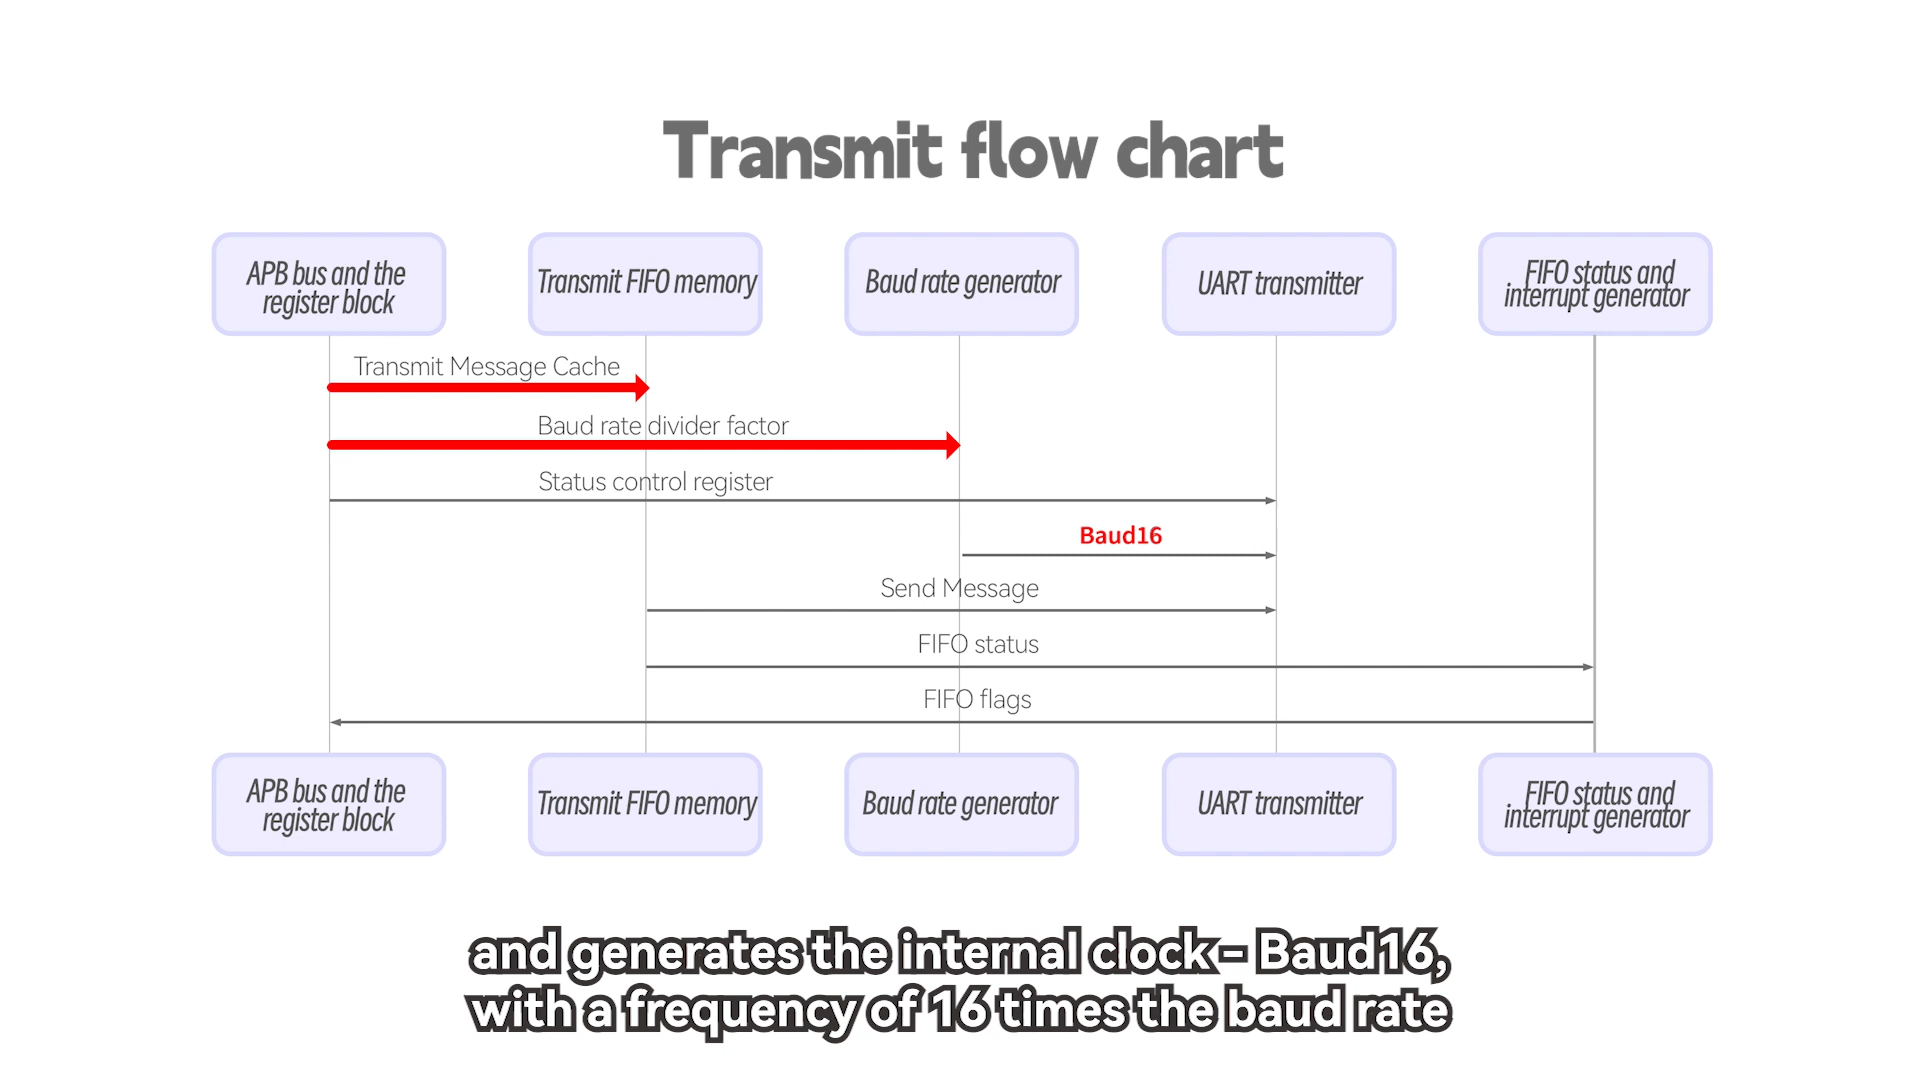 Transmit flow chart
APB bus and the
register block
Transmit FIFO memory
Baud rate generator
UART transmitter
FIFO status and
interrupt generator
Transmit Message Cache
Baud rate divider factor
Status control register
Baud16
Send Message
FIFO status
FIFO flags
APB bus and the
register block
Transmit FIFO memory
Baud rate generator
UART transmitter
FIFO status and
interrupt generator
and generates the internal clock – Baud16,
with a frequency of 16 times the baud rate